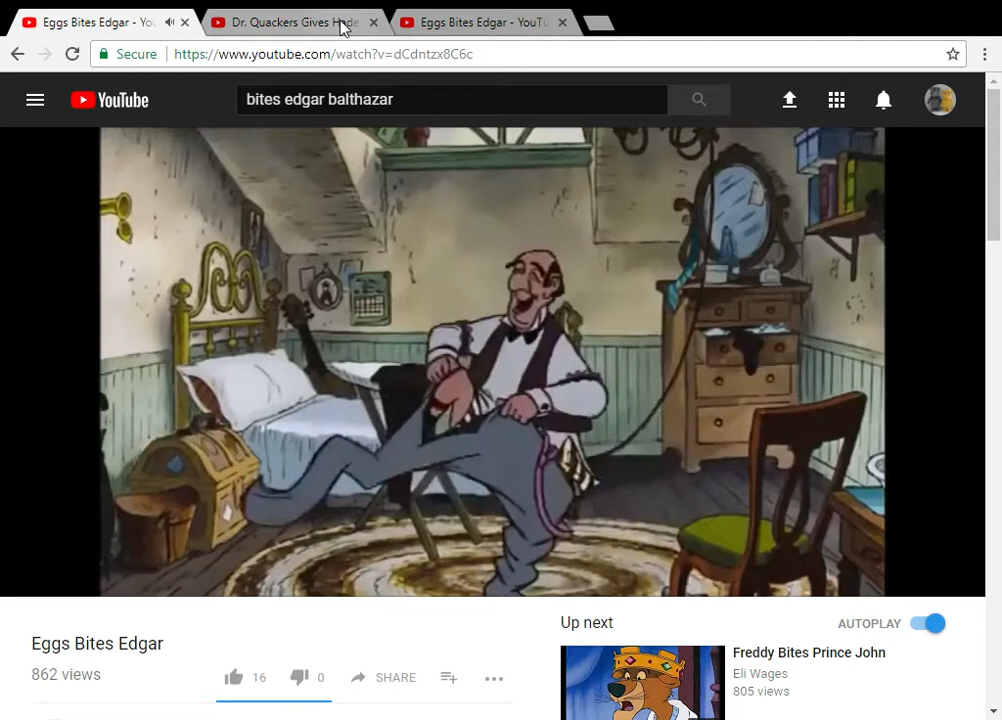 Eggs Bites Edgar - You
Dr. Quackers Gives Hade
Eggs Bites Edgar - YouTu
Secure https://www.youtube.com/watch?v=dCdntzx8C6c
YouTube
bites edgar balthazar
Eggs Bites Edgar
862 views
16
0
SHARE
Up next
AUTOPLAY
Freddy Bites Prince John
Eli Wages
805 views